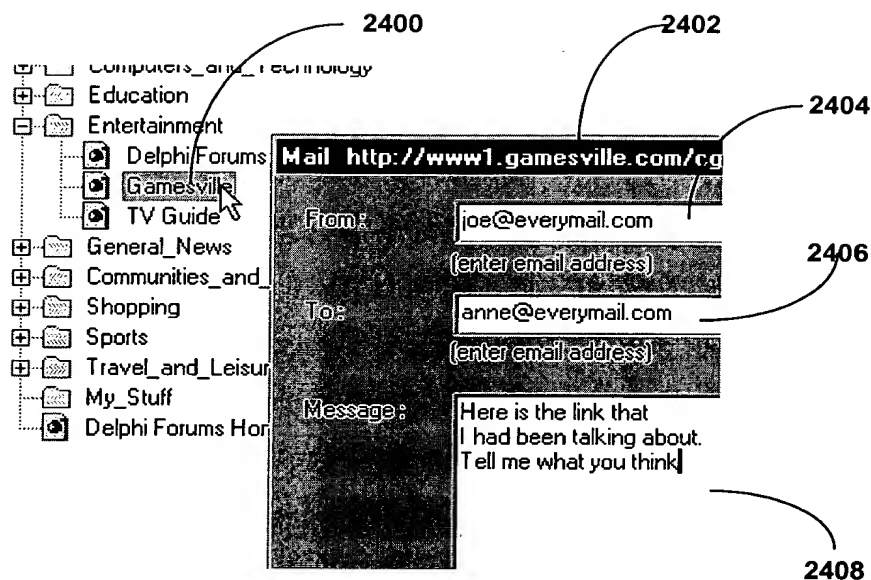 2400
2402
2404
2406
2408
Computers_and_Technology
Education
Entertainment
Delphi Forums
Gamesville
TV Guide
General_News
Communities_and_
Shopping
Sports
Travel_and_Leisur
My_Stuff
Delphi Forums Hor
Mail http://www1.gamesville.com/cg
From:
joe@everymail.com
(enter email address)
To:
anne@everymail.com
(enter email address)
Message:
Here is the link that
I had been talking about.
Tell me what you think